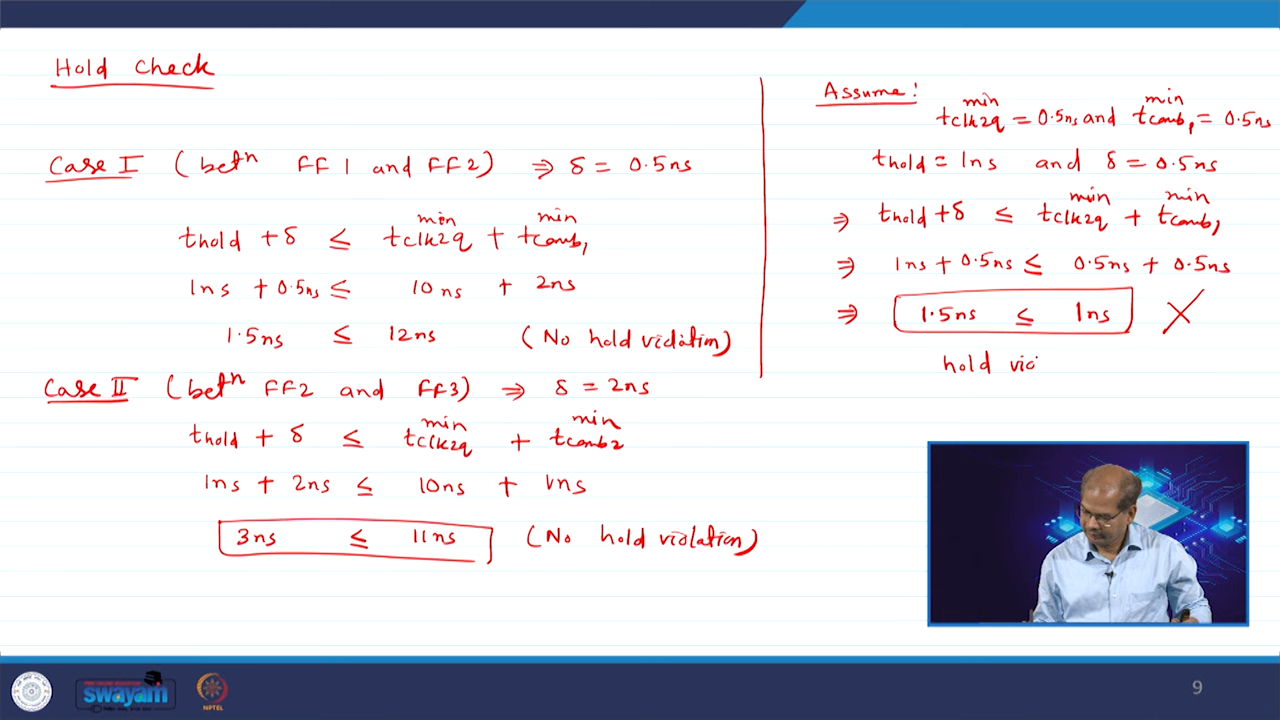 Hold Check
Case I (betⁿ FF1 and FF2) ⇒ δ = 0.5ns
thold + δ ≤ tclk2q^min + tcomb1^min
1ns + 0.5ns ≤ 10ns + 2ns
1.5ns ≤ 12ns (No hold violation)
Case II (betⁿ FF2 and FF3) ⇒ δ = 2ns
thold + δ ≤ tclk2q^min + tcomb2^min
1ns + 2ns ≤ 10ns + 1ns
3ns ≤ 11ns (No hold violation)
Assume:
tclk2q^min = 0.5ns and tcomb1^min = 0.5ns
thold = 1ns and δ = 0.5ns
⇒ thold + δ ≤ tclk2q^min + tcomb1^min
⇒ 1ns + 0.5ns ≤ 0.5ns + 0.5ns
⇒ 1.5ns ≤ 1ns ✗
hold vio
swayam
NPTEL
9